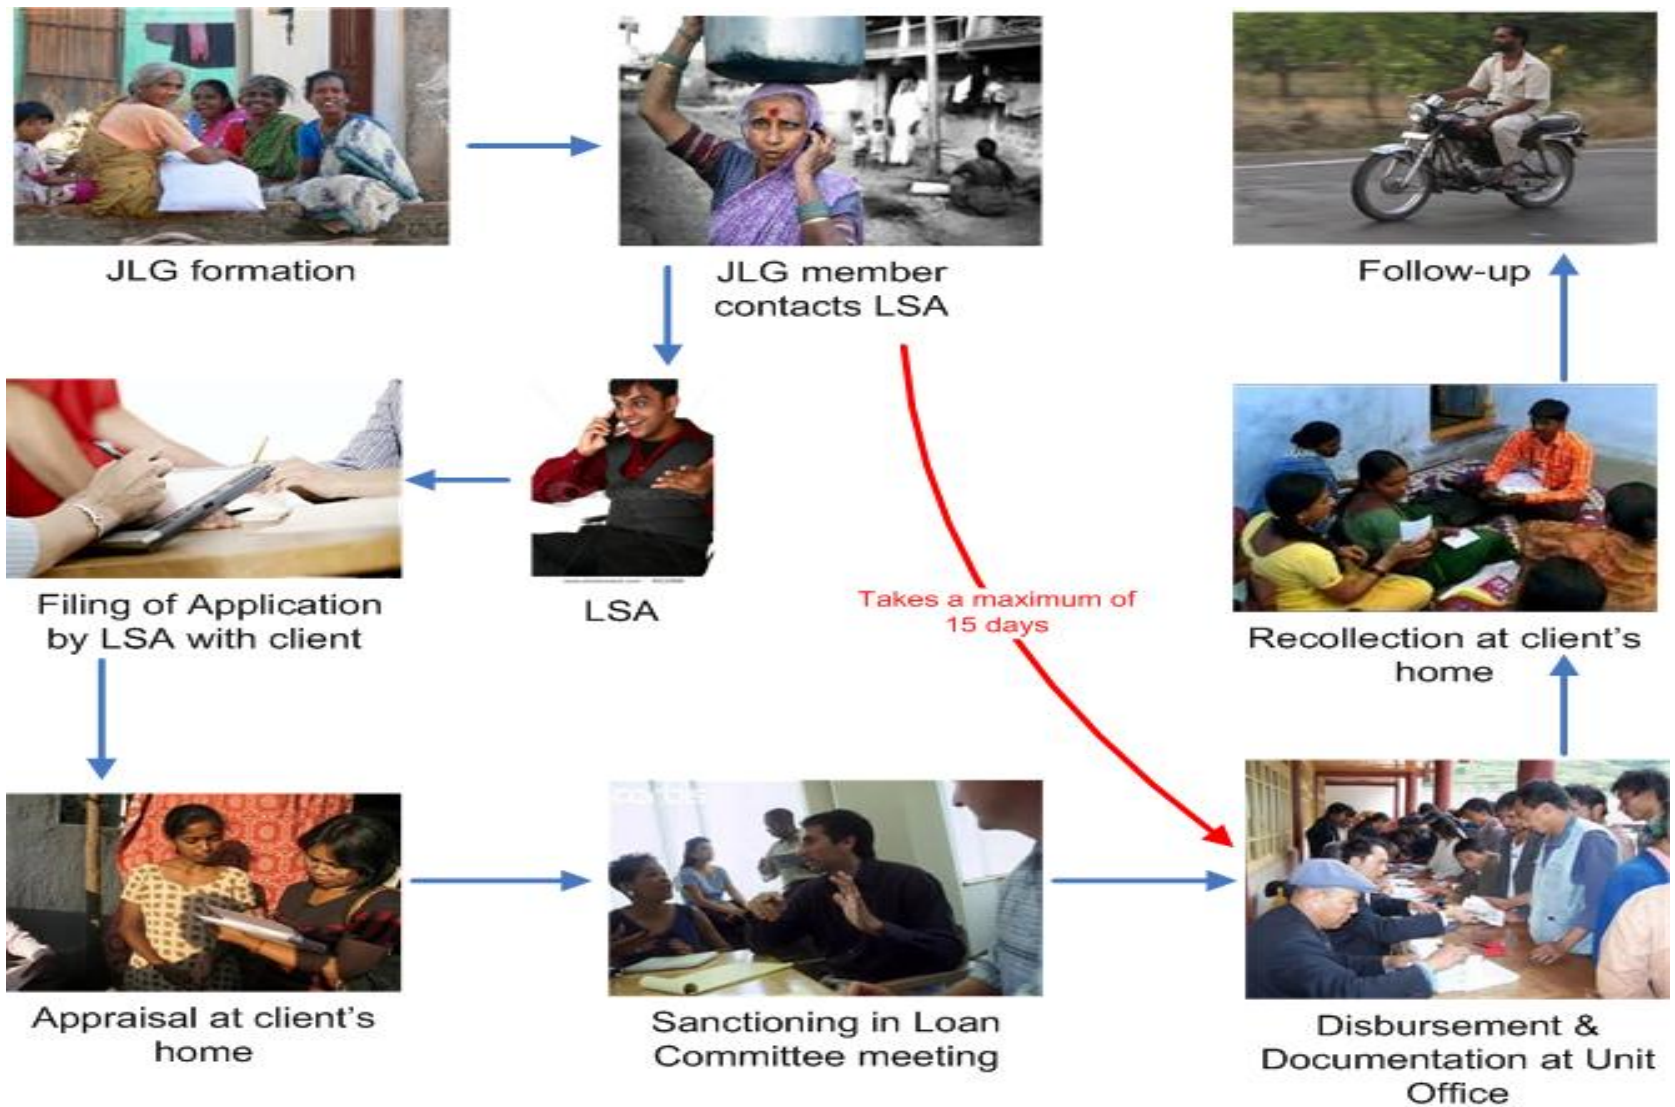 JLG formation
JLG member
contacts LSA
Follow-up
Filing of Application
by LSA with client
LSA
Takes a maximum of
15 days
Recollection at client's
home
Appraisal at client's
home
Sanctioning in Loan
Committee meeting
Disbursement &
Documentation at Unit
Office